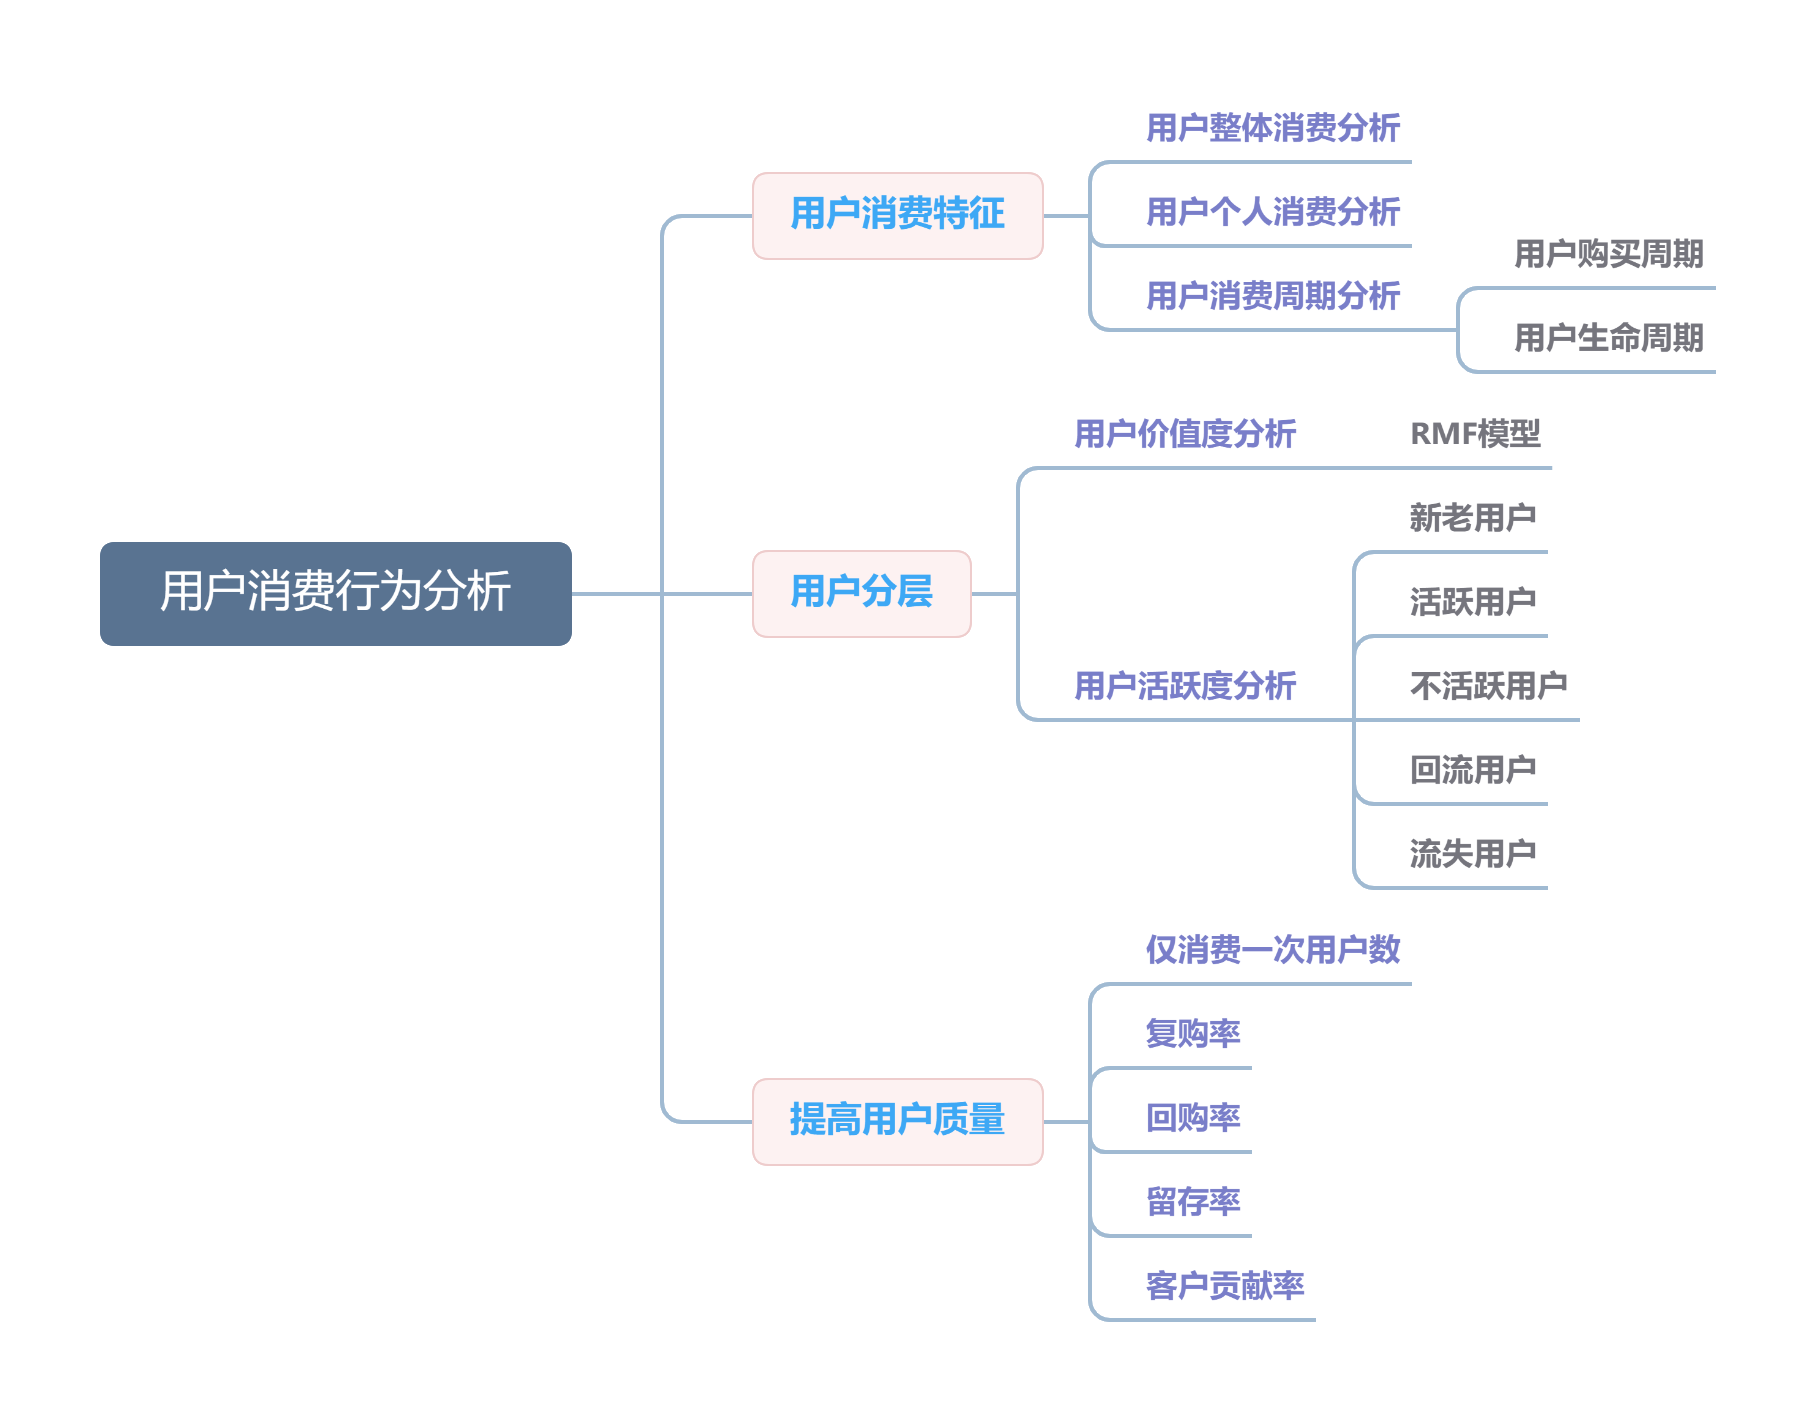 用户消费行为分析
用户消费特征
用户整体消费分析
用户个人消费分析
用户消费周期分析
用户购买周期
用户生命周期
用户分层
用户价值度分析
RMF模型
用户活跃度分析
新老用户
活跃用户
不活跃用户
回流用户
流失用户
提高用户质量
仅消费一次用户数
复购率
回购率
留存率
客户贡献率